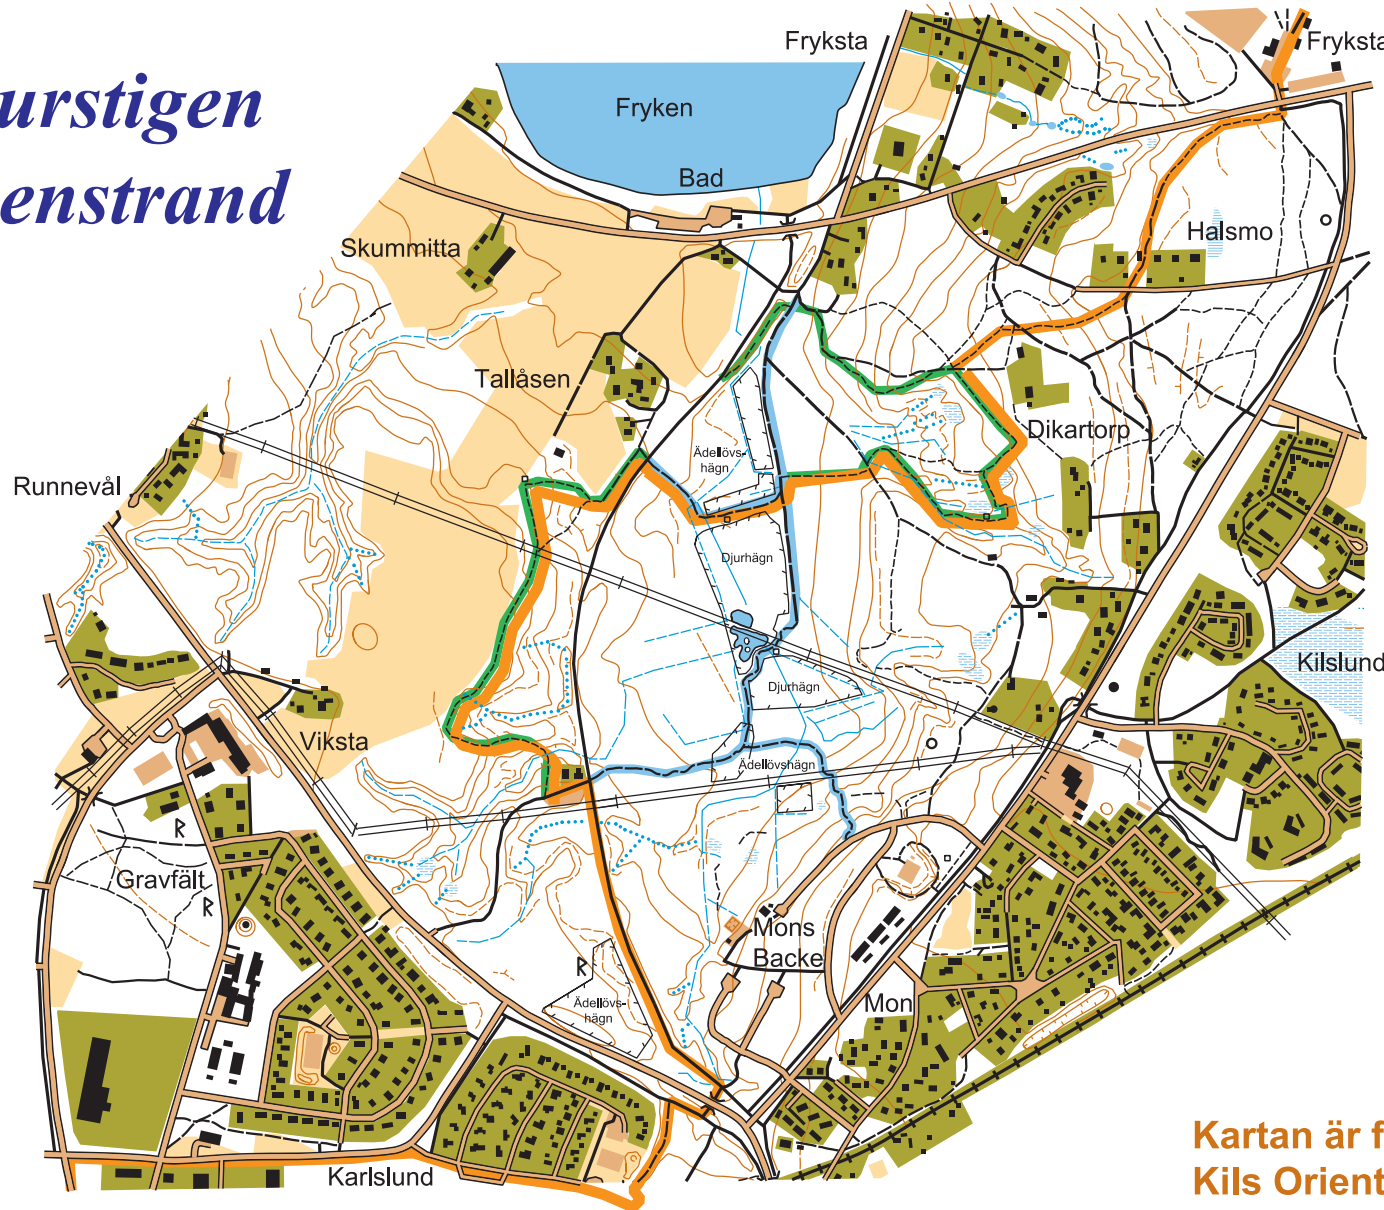 urstigen
enstrand
Fryksta
Fryksta
Fryken
Bad
Skummitta
Halsmo
Tallåsen
Dikartorp
Ädellövs-
hägn
Runnevål
Djurhägn
Kilslund
Djurhägn
Viksta
Ädellövshägn
R
Gravfält
R
Mons
Backe
R
Ädellövs-
hägn
Mon
Karlslund
Kartan är f
Kils Orient